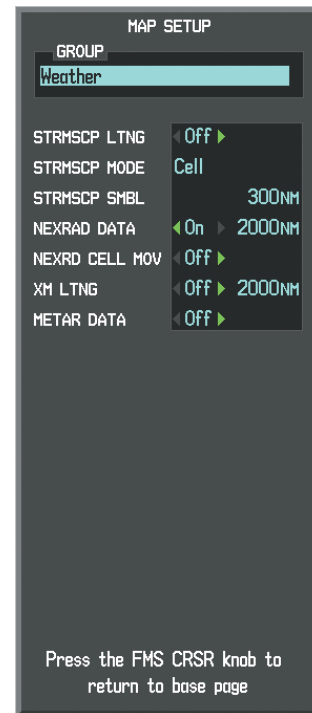 MAP SETUP
GROUP
Weather
STRMSCP LTNG Off
STRMSCP MODE Cell
STRMSCP SMBL 300NM
NEXRAD DATA On 2000NM
NEXRD CELL MOV Off
XM LTNG Off 2000NM
METAR DATA Off
Press the FMS CRSR knob to
return to base page